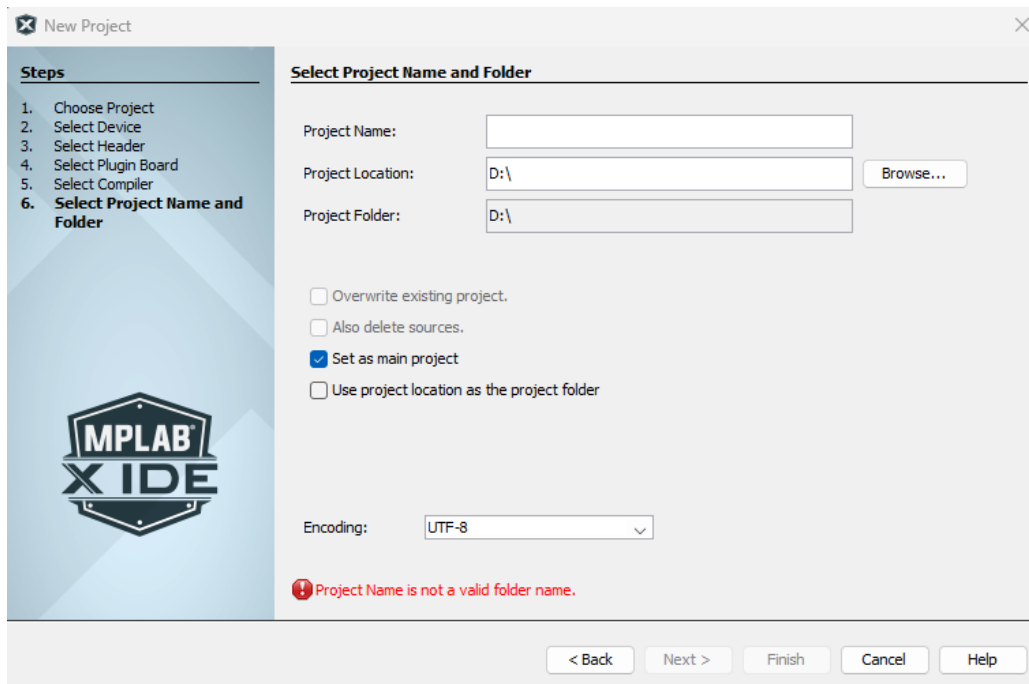 New Project
Steps
1. Choose Project
2. Select Device
3. Select Header
4. Select Plugin Board
5. Select Compiler
6. Select Project Name and
Folder
MPLAB®
X IDE
Select Project Name and Folder
Project Name:
Project Location: D:\ Browse...
Project Folder: D:\
Overwrite existing project.
Also delete sources.
Set as main project
Use project location as the project folder
Encoding: UTF-8
Project Name is not a valid folder name.
< Back Next > Finish Cancel Help